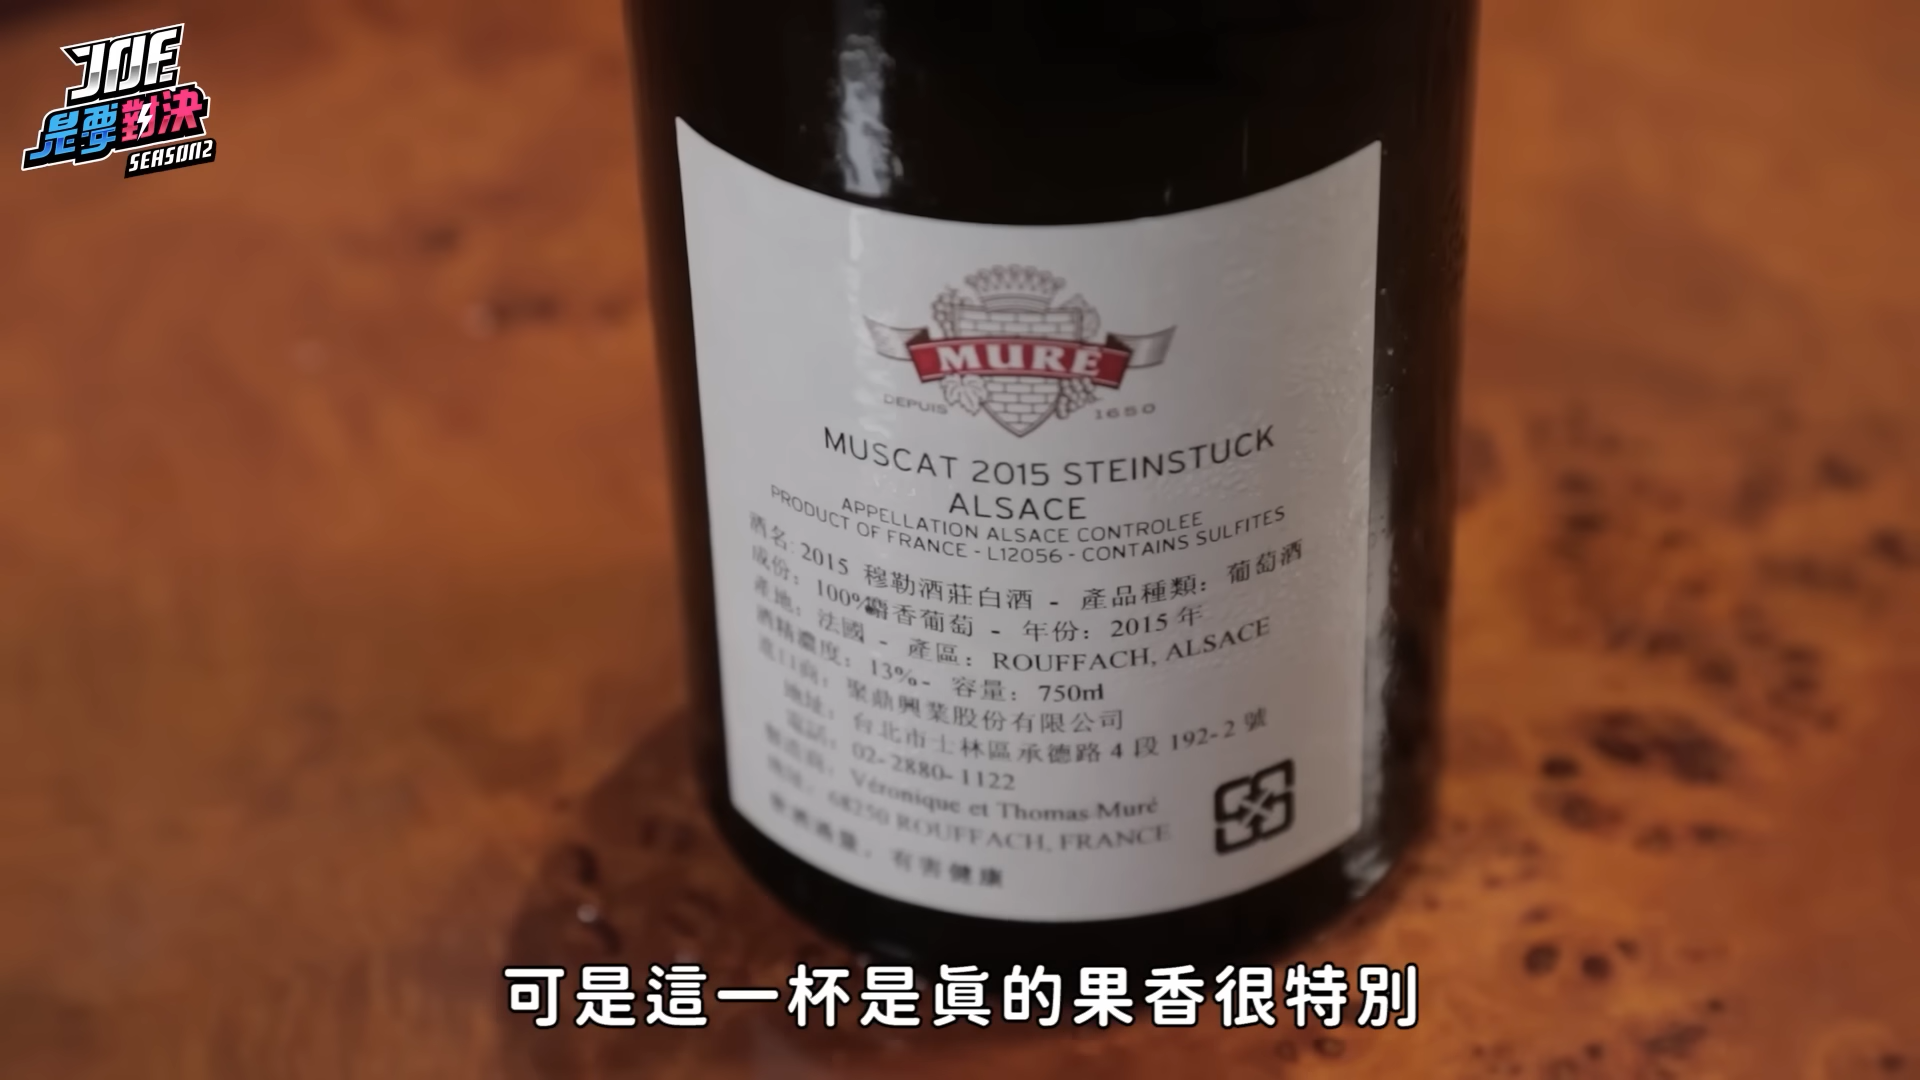 JOE
是要對決
SEASON2
MURÉ
DEPUIS 1650
MUSCAT 2015 STEINSTUCK
ALSACE
APPELLATION ALSACE CONTROLEE
PRODUCT OF FRANCE - L12056 - CONTAINS SULFITES
酒名: 2015 穆勒酒莊白酒 - 產品種類: 葡萄酒
成份: 100%麝香葡萄 - 年份: 2015 年
產地: 法國 - 產區: ROUFFACH, ALSACE
酒精濃度: 13% - 容量: 750ml
進口商: 聚鼎興業股份有限公司
地址: 台北市士林區承德路 4 段 192-2 號
電話: 02-2880-1122
製造商: Véronique et Thomas Muré
地址: 68250 ROUFFACH, FRANCE
飲酒過量, 有害健康
可是這一杯是真的果香很特別